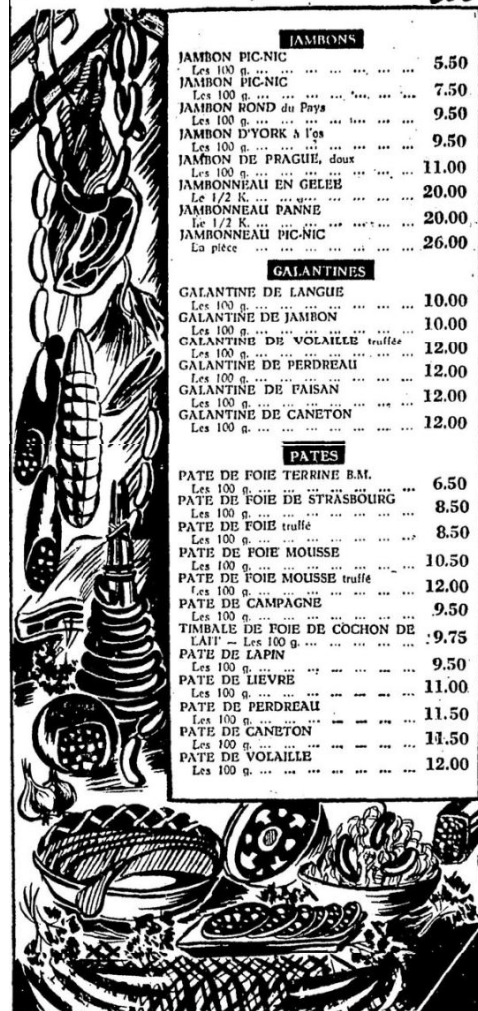 JAMBONS
JAMBON PIC-NIC
Les 100 g. ... ... ... ... ... ... 5.50
JAMBON PIC-NIC
Les 100 g. ... ... ... ... ... ... 7.50
JAMBON ROND du Pays
Les 100 g. ... ... ... ... ... ... 9.50
JAMBON D'YORK à l'os
Les 100 g. ... ... ... ... ... ... 9.50
JAMBON DE PRAGUE, doux
Les 100 g. ... ... ... ... ... ... 11.00
JAMBONNEAU EN GELEE
Le 1/2 K. ... ... ... ... ... ... 20.00
JAMBONNEAU PANNE
Le 1/2 K. ... ... ... ... ... ... 20.00
JAMBONNEAU PIC-NIC
La pièce ... ... ... ... ... ... 26.00
GALANTINES
GALANTINE DE LANGUE
Les 100 g. ... ... ... ... ... ... 10.00
GALANTINE DE JAMBON
Les 100 g. ... ... ... ... ... ... 10.00
GALANTINE DE VOLAILLE truffée
Les 100 g. ... ... ... ... ... ... 12.00
GALANTINE DE PERDREAU
Les 100 g. ... ... ... ... ... ... 12.00
GALANTINE DE FAISAN
Les 100 g. ... ... ... ... ... ... 12.00
GALANTINE DE CANETON
Les 100 g. ... ... ... ... ... ... 12.00
PATES
PATE DE FOIE TERRINE B.M.
Les 100 g. ... ... ... ... ... ... 6.50
PATE DE FOIE DE STRASBOURG
Les 100 g. ... ... ... ... ... ... 8.50
PATE DE FOIE truffé
Les 100 g. ... ... ... ... ... ... 8.50
PATE DE FOIE MOUSSE
Les 100 g. ... ... ... ... ... ... 10.50
PATE DE FOIE MOUSSE truffé
Les 100 g. ... ... ... ... ... ... 12.00
PATE DE CAMPAGNE
Les 100 g. ... ... ... ... ... ... 9.50
TIMBALE DE FOIE DE COCHON DE
LAIT – Les 100 g. ... ... ... ... 9.75
PATE DE LAPIN
Les 100 g. ... ... ... ... ... ... 9.50
PATE DE LIEVRE
Les 100 g. ... ... ... ... ... ... 11.00
PATE DE PERDREAU
Les 100 g. ... ... ... ... ... ... 11.50
PATE DE CANETON
Les 100 g. ... ... ... ... ... ... 11.50
PATE DE VOLAILLE
Les 100 g. ... ... ... ... ... ... 12.00